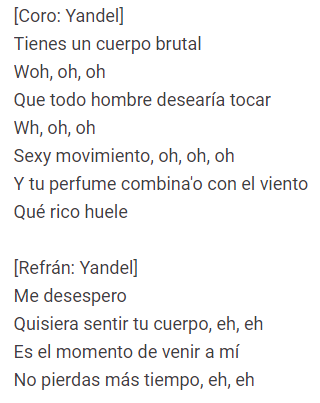 [Coro: Yandel]
Tienes un cuerpo brutal
Woh, oh, oh
Que todo hombre desearía tocar
Wh, oh, oh
Sexy movimiento, oh, oh, oh
Y tu perfume combina'o con el viento
Qué rico huele

[Refrán: Yandel]
Me desespero
Quisiera sentir tu cuerpo, eh, eh
Es el momento de venir a mí
No pierdas más tiempo, eh, eh